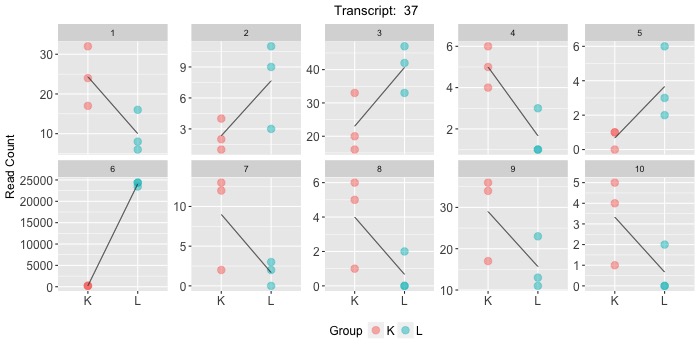 Transcript:  37
1 2 3 4 5
30 20 10
9 6 3
40 30 20
6 4 2
6 4 2 0
Read Count
6 7 8 9 10
25000 20000 15000 10000 5000 0
10 5 0
6 4 2 0
30 20 10
5 4 3 2 1 0
K L K L K L K L K L
Group K L